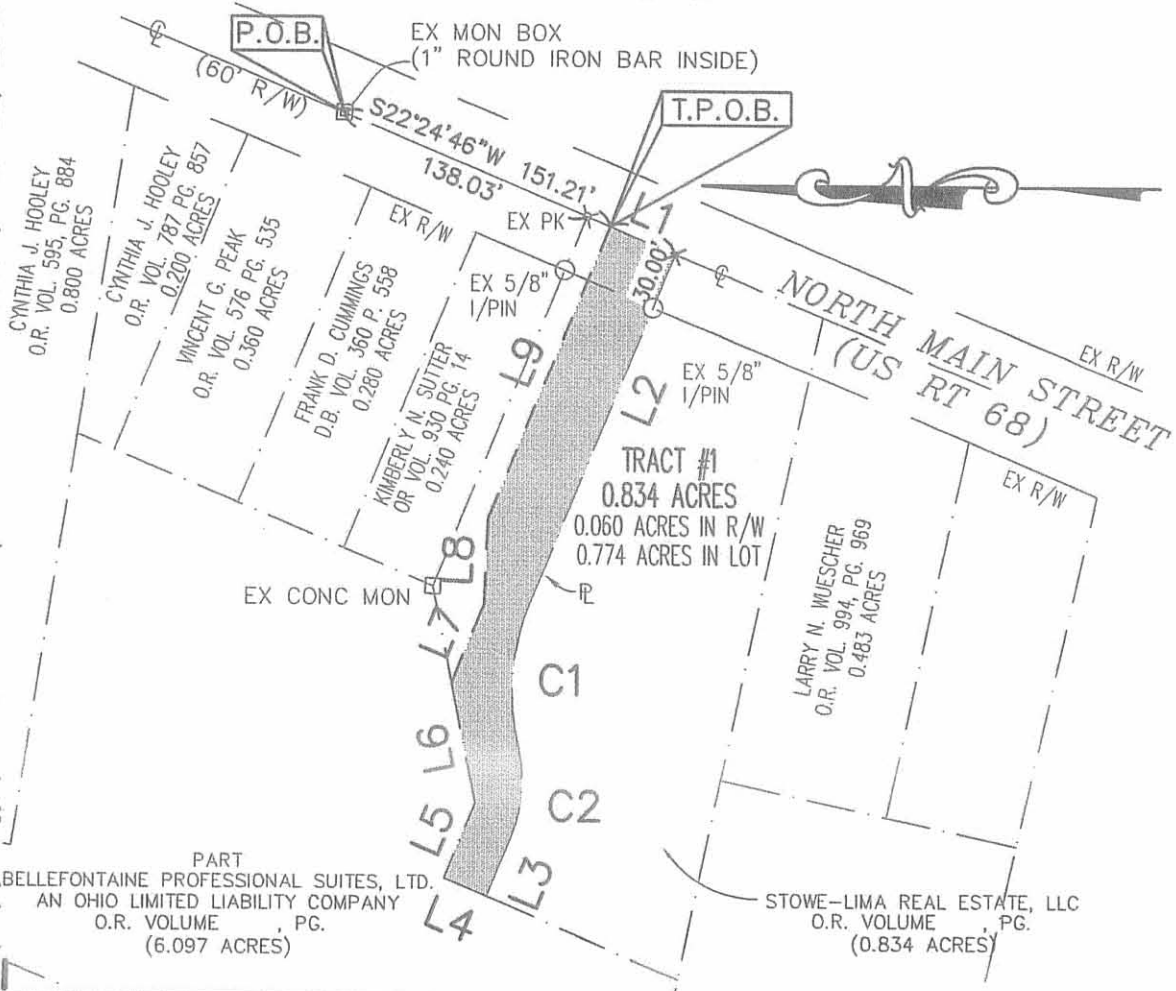 P.O.B.
EX MON BOX
(1" ROUND IRON BAR INSIDE)
℄
(60' R/W)
S22°24'46"W 151.21'
138.03'
T.P.O.B.
EX PK
L1
30.00'
℄
NORTH MAIN STREET
(US RT 68)
EX R/W
EX R/W
EX R/W
CYNTHIA J. HOOLEY
O.R. VOL. 595, PG. 884
0.800 ACRES
CYNTHIA J. HOOLEY
O.R. VOL. 787 PG. 857
0.200 ACRES
VINCENT G. PEAK
O.R. VOL. 576 PG. 535
0.360 ACRES
FRANK D. CUMMINGS
D.B. VOL. 360 P. 558
0.280 ACRES
KIMBERLY N. SUTTER
OR VOL. 930 PG. 14
0.240 ACRES
EX 5/8"
I/PIN
L9
L2
EX 5/8"
I/PIN
TRACT #1
0.834 ACRES
0.060 ACRES IN R/W
0.774 ACRES IN LOT
L8
EX CONC MON
L7
℄
C1
L6
C2
L5
L3
L4
LARRY N. WUESCHER
O.R. VOL. 994, PG. 969
0.483 ACRES
PART
BELLEFONTAINE PROFESSIONAL SUITES, LTD.
AN OHIO LIMITED LIABILITY COMPANY
O.R. VOLUME , PG.
(6.097 ACRES)
STOWE-LIMA REAL ESTATE, LLC
O.R. VOLUME , PG.
(0.834 ACRES)